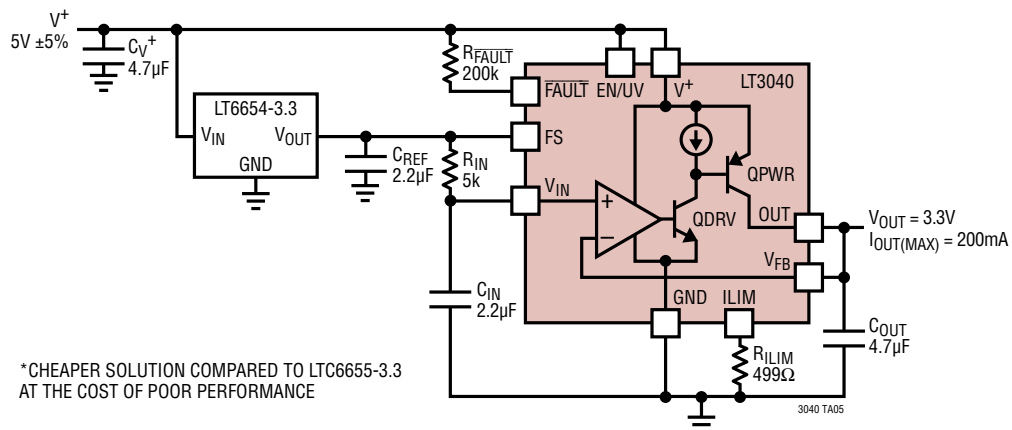 V+
5V ±5%
CV+
4.7µF
LT6654-3.3
VIN
VOUT
GND
CREF
2.2µF
RFAULT
200k
RIN
5k
CIN
2.2µF
FAULT
EN/UV
V+
LT3040
FS
VIN
+
–
QDRV
QPWR
OUT
VFB
GND
ILIM
VOUT = 3.3V
IOUT(MAX) = 200mA
COUT
4.7µF
RILIM
499Ω
*CHEAPER SOLUTION COMPARED TO LTC6655-3.3
AT THE COST OF POOR PERFORMANCE
3040 TA05